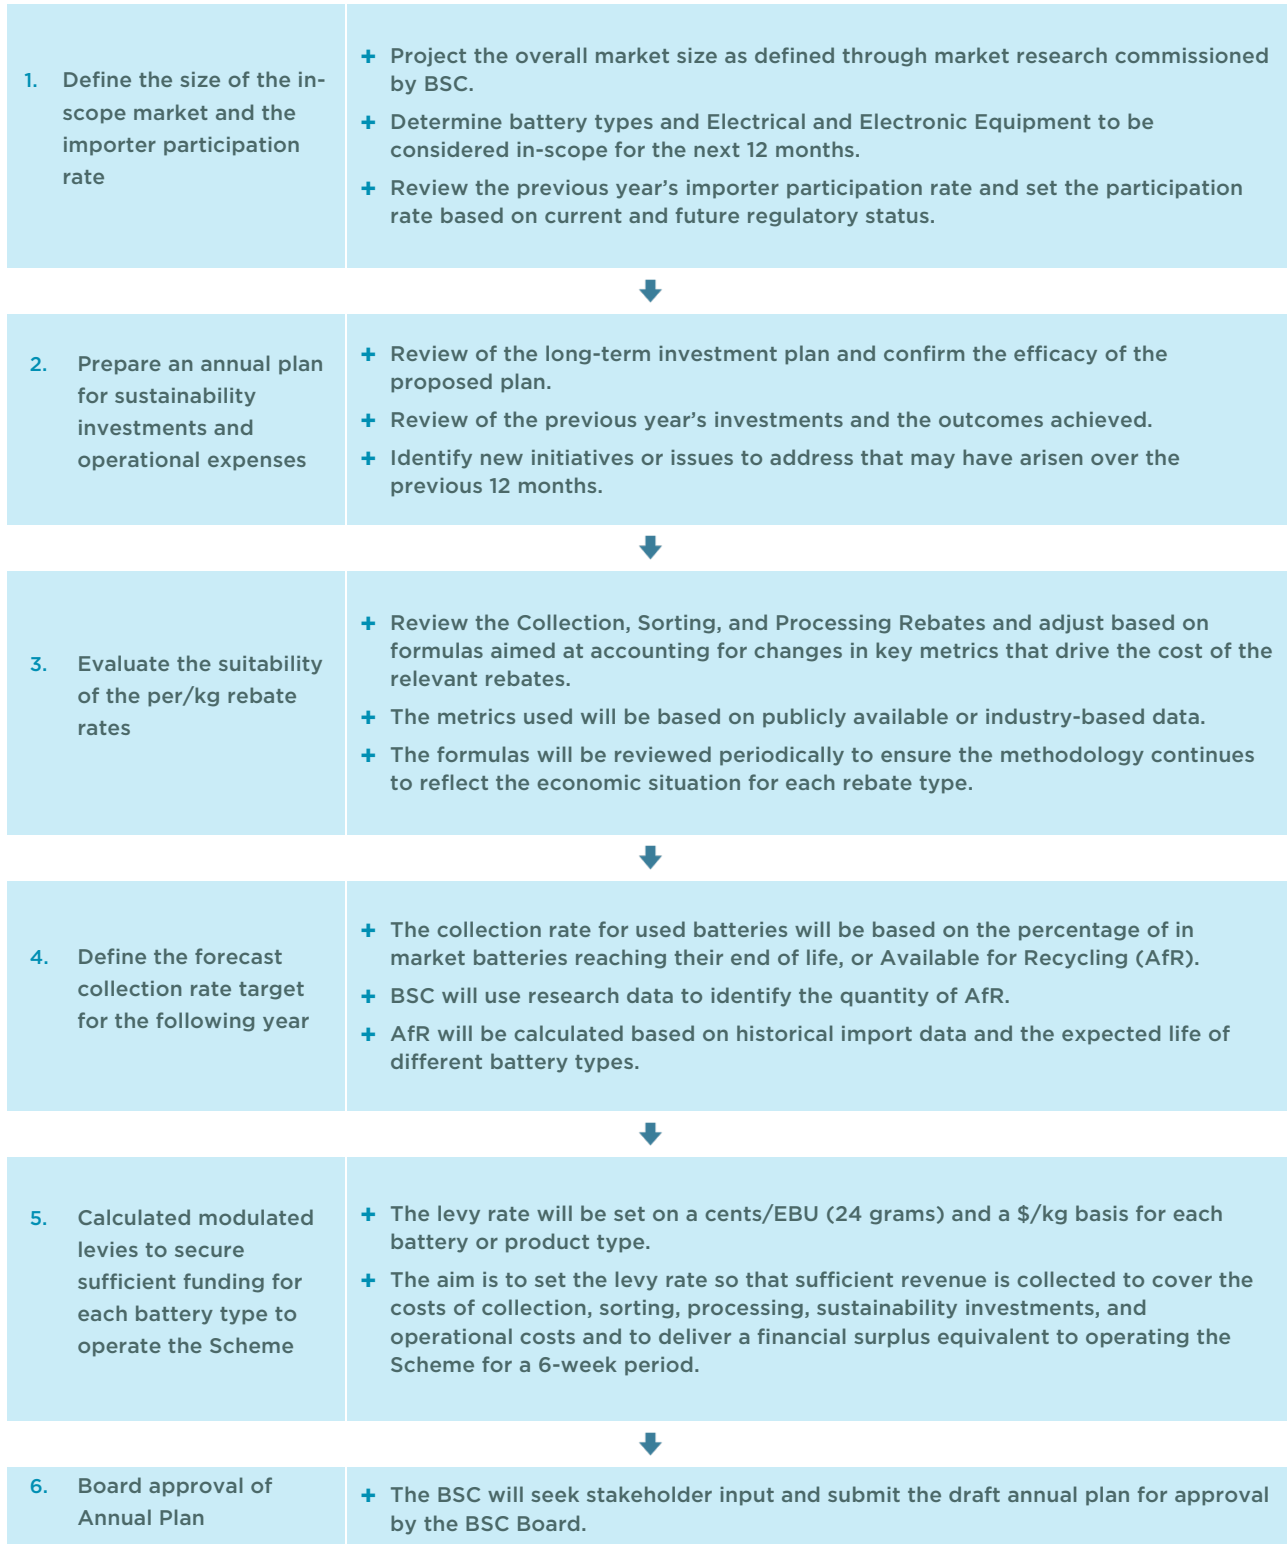 1. Define the size of the in-
scope market and the
importer participation
rate
+ Project the overall market size as defined through market research commissioned
by BSC.
+ Determine battery types and Electrical and Electronic Equipment to be
considered in-scope for the next 12 months.
+ Review the previous year's importer participation rate and set the participation
rate based on current and future regulatory status.
2. Prepare an annual plan
for sustainability
investments and
operational expenses
+ Review of the long-term investment plan and confirm the efficacy of the
proposed plan.
+ Review of the previous year's investments and the outcomes achieved.
+ Identify new initiatives or issues to address that may have arisen over the
previous 12 months.
3. Evaluate the suitability
of the per/kg rebate
rates
+ Review the Collection, Sorting, and Processing Rebates and adjust based on
formulas aimed at accounting for changes in key metrics that drive the cost of the
relevant rebates.
+ The metrics used will be based on publicly available or industry-based data.
+ The formulas will be reviewed periodically to ensure the methodology continues
to reflect the economic situation for each rebate type.
4. Define the forecast
collection rate target
for the following year
+ The collection rate for used batteries will be based on the percentage of in
market batteries reaching their end of life, or Available for Recycling (AfR).
+ BSC will use research data to identify the quantity of AfR.
+ AfR will be calculated based on historical import data and the expected life of
different battery types.
5. Calculated modulated
levies to secure
sufficient funding for
each battery type to
operate the Scheme
+ The levy rate will be set on a cents/EBU (24 grams) and a $/kg basis for each
battery or product type.
+ The aim is to set the levy rate so that sufficient revenue is collected to cover the
costs of collection, sorting, processing, sustainability investments, and
operational costs and to deliver a financial surplus equivalent to operating the
Scheme for a 6-week period.
6. Board approval of
Annual Plan
+ The BSC will seek stakeholder input and submit the draft annual plan for approval
by the BSC Board.